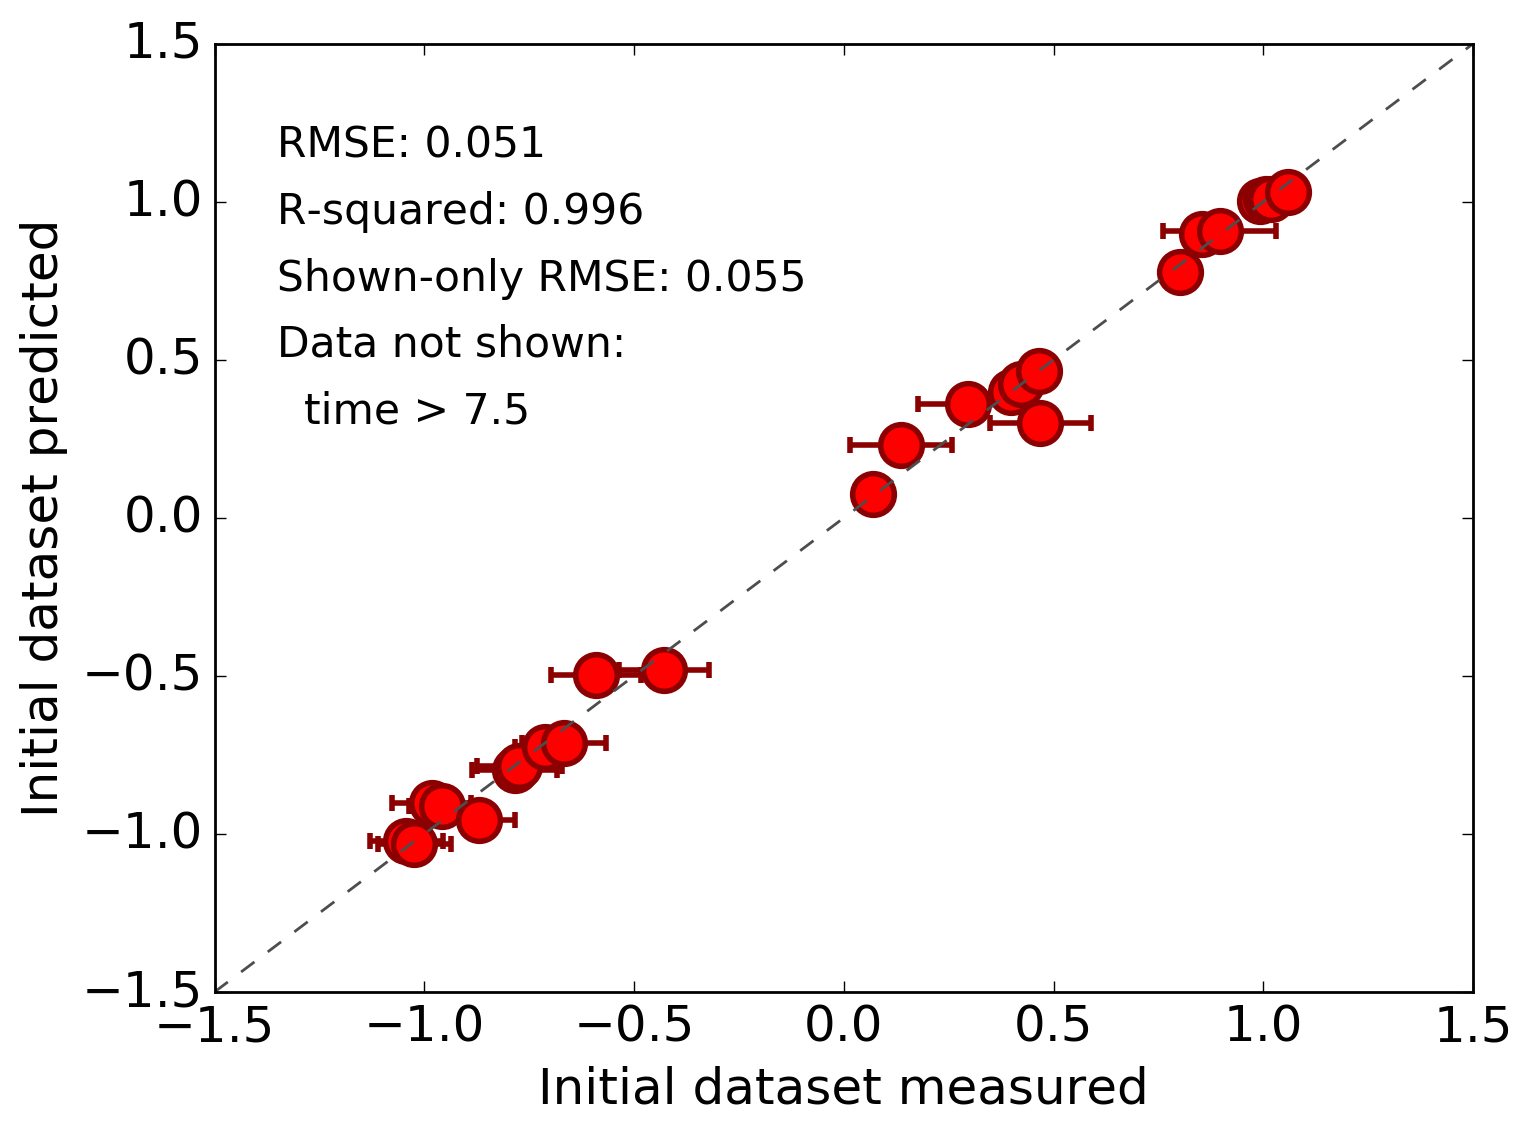 1.5
1.0
0.5
0.0
−0.5
−1.0
−1.5
Initial dataset predicted
RMSE: 0.051
R-squared: 0.996
Shown-only RMSE: 0.055
Data not shown:
time > 7.5
−1.5 −1.0 −0.5 0.0 0.5 1.0 1.5
Initial dataset measured